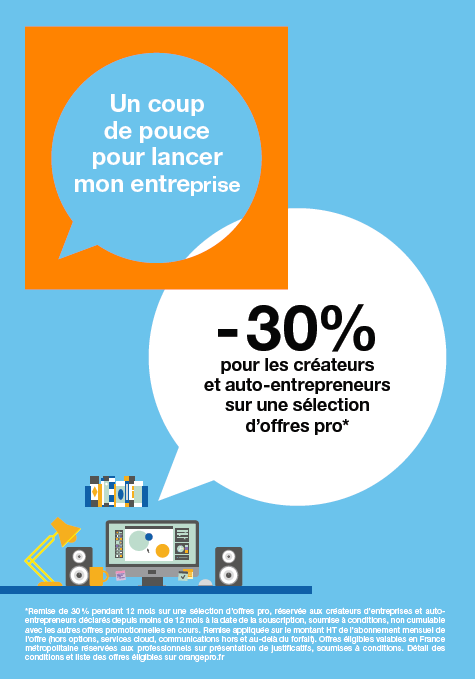 Un coup
de pouce
pour lancer
mon entreprise
- 30%
pour les créateurs
et auto-entrepreneurs
sur une sélection
d'offres pro*
*Remise de 30% pendant 12 mois sur une sélection d'offres pro, réservée aux créateurs d'entreprises et auto-
entrepreneurs déclarés depuis moins de 12 mois à la date de la souscription, soumise à conditions, non cumulable
avec les autres offres promotionnelles en cours. Remise appliquée sur le montant HT de l'abonnement mensuel de
l'offre (hors options, services cloud, communications hors et au-delà du forfait). Offres éligibles valables en France
métropolitaine réservées aux professionnels sur présentation de justificatifs, soumises à conditions. Détail des
conditions et liste des offres éligibles sur orangepro.fr